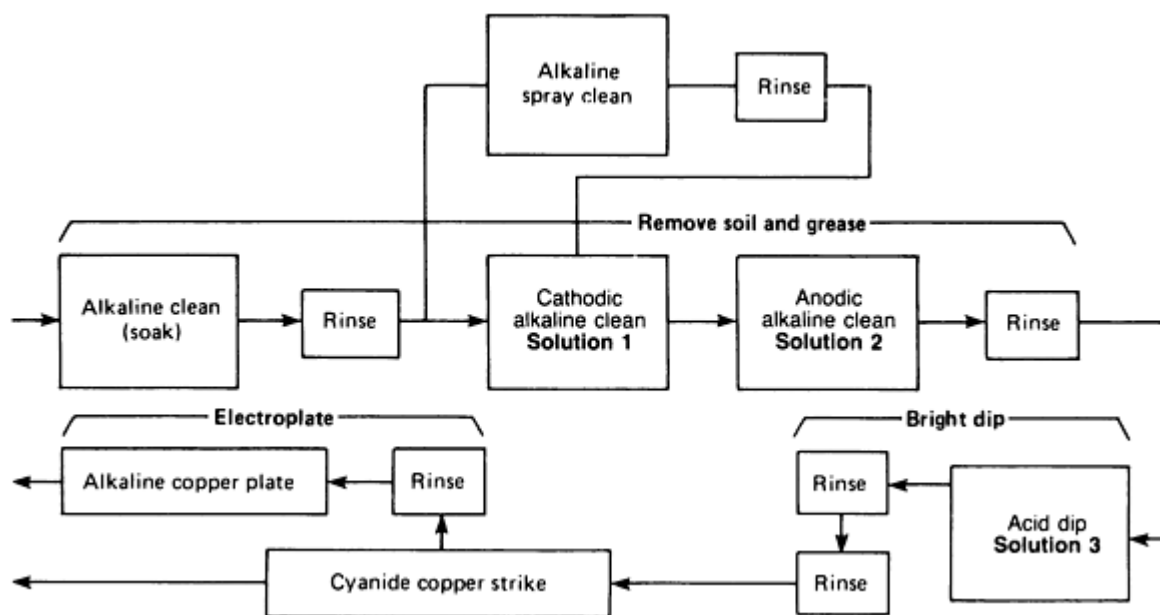 Alkaline
spray clean
Rinse
Remove soil and grease
Alkaline clean
(soak)
Rinse
Cathodic
alkaline clean
Solution 1
Anodic
alkaline clean
Solution 2
Rinse
Electroplate
Bright dip
Alkaline copper plate
Rinse
Rinse
Acid dip
Solution 3
Cyanide copper strike
Rinse